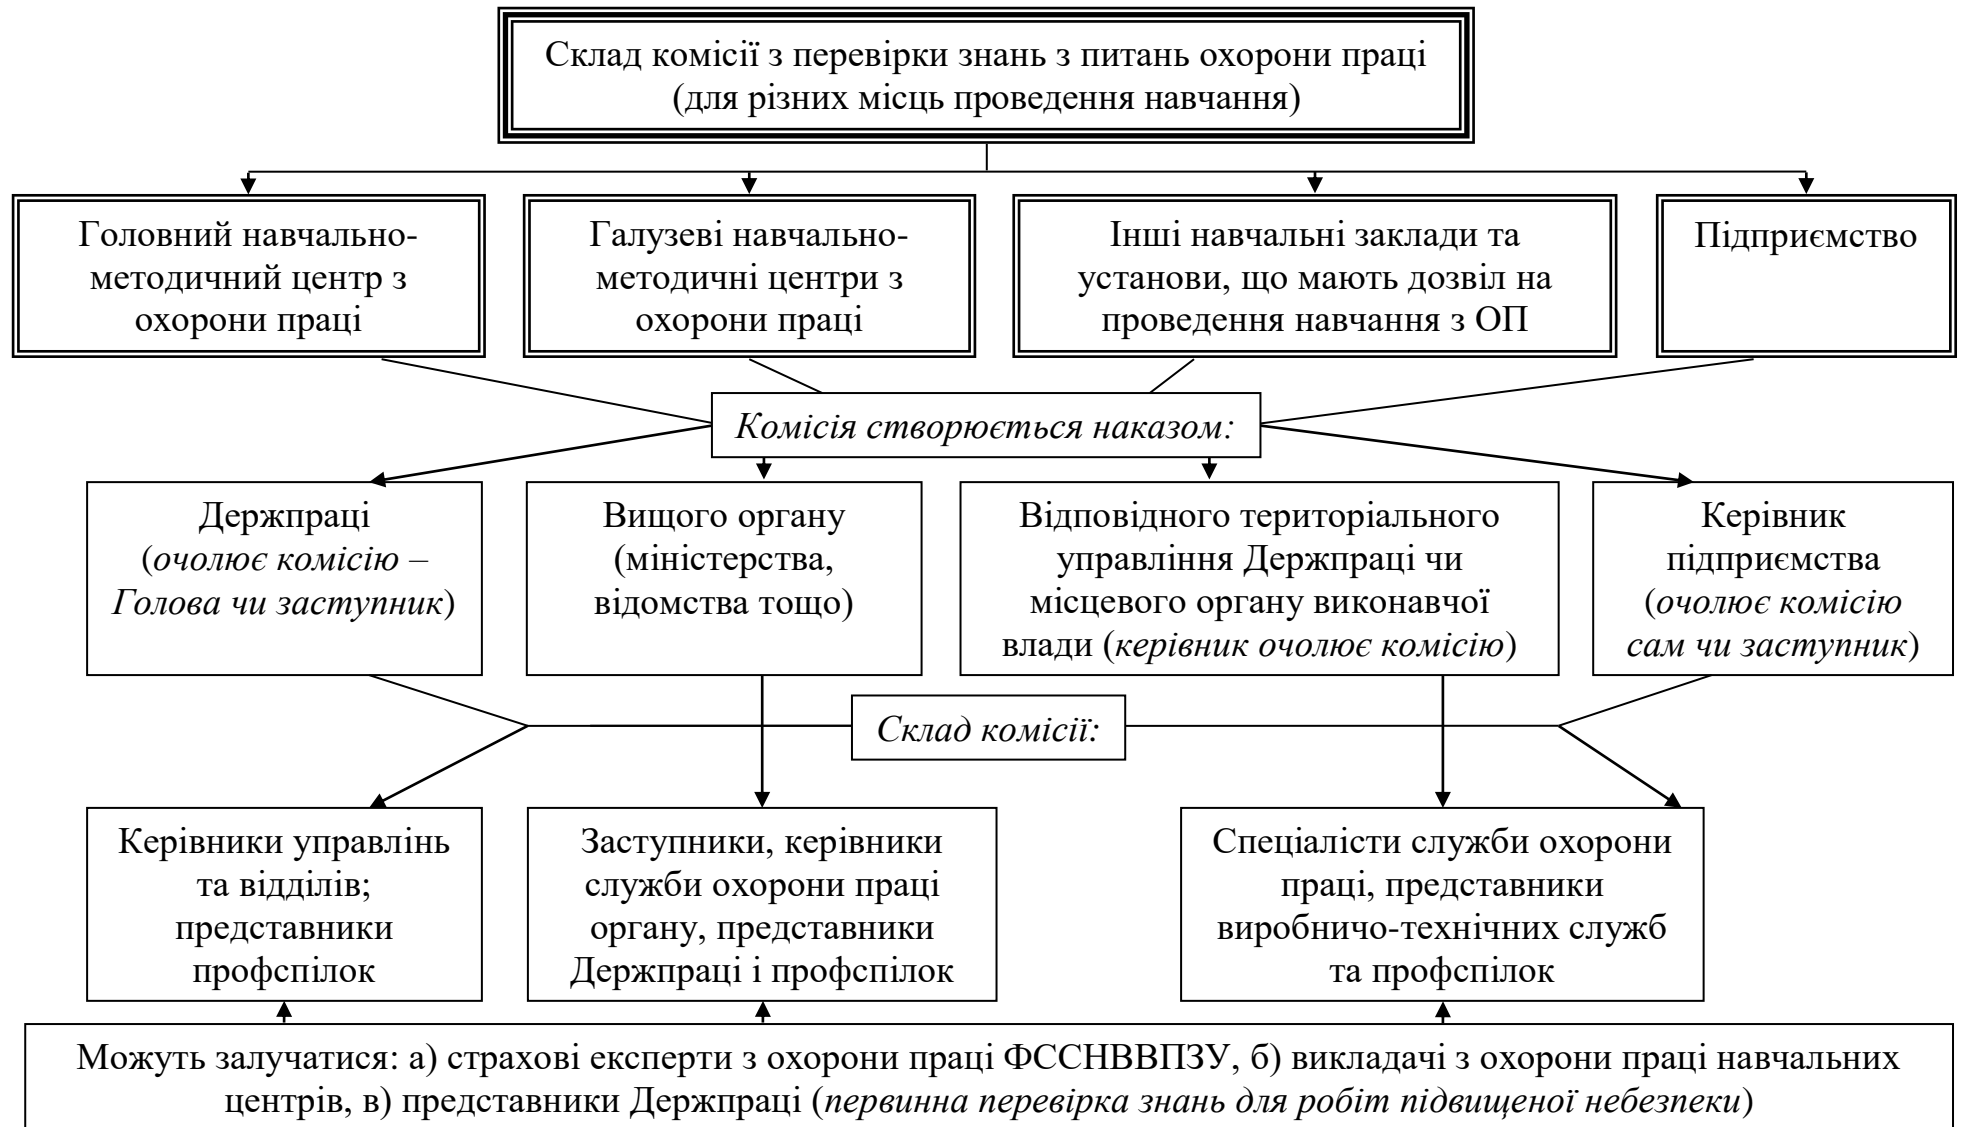 Склад комісії з перевірки знань з питань охорони праці
(для різних місць проведення навчання)
Головний навчально-
методичний центр з
охорони праці
Галузеві навчально-
методичні центри з
охорони праці
Інші навчальні заклади та
установи, що мають дозвіл на
проведення навчання з ОП
Підприємство
Комісія створюється наказом:
Держпраці
(очолює комісію –
Голова чи заступник)
Вищого органу
(міністерства,
відомства тощо)
Відповідного територіального
управління Держпраці чи
місцевого органу виконавчої
влади (керівник очолює комісію)
Керівник
підприємства
(очолює комісію
сам чи заступник)
Склад комісії:
Керівники управлінь
та відділів;
представники
профспілок
Заступники, керівники
служби охорони праці
органу, представники
Держпраці і профспілок
Спеціалісти служби охорони
праці, представники
виробничо-технічних служб
та профспілок
Можуть залучатися: а) страхові експерти з охорони праці ФССНВВПЗУ, б) викладачі з охорони праці навчальних
центрів, в) представники Держпраці (первинна перевірка знань для робіт підвищеної небезпеки)